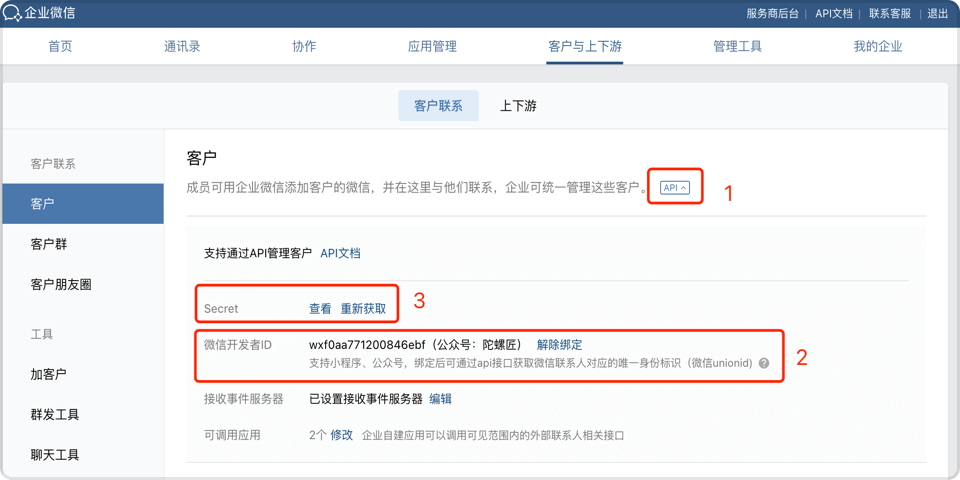 企业微信
服务商后台 | API文档 | 联系客服 | 退出
首页 通讯录 协作 应用管理 客户与上下游 管理工具 我的企业
客户联系 上下游
客户联系
客户
客户群
客户朋友圈
工具
加客户
群发工具
聊天工具
客户
成员可用企业微信添加客户的微信，并在这里与他们联系，企业可统一管理这些客户。 API
1
支持通过API管理客户 API文档
Secret 查看 重新获取
3
微信开发者ID wxf0aa771200846ebf（公众号：陀螺匠） 解除绑定
支持小程序、公众号，绑定后可通过api接口获取微信联系人对应的唯一身份标识（微信unionid) ?
2
接收事件服务器 已设置接收事件服务器 编辑
可调用应用 2个 修改 企业自建应用可以调用可见范围内的外部联系人相关接口